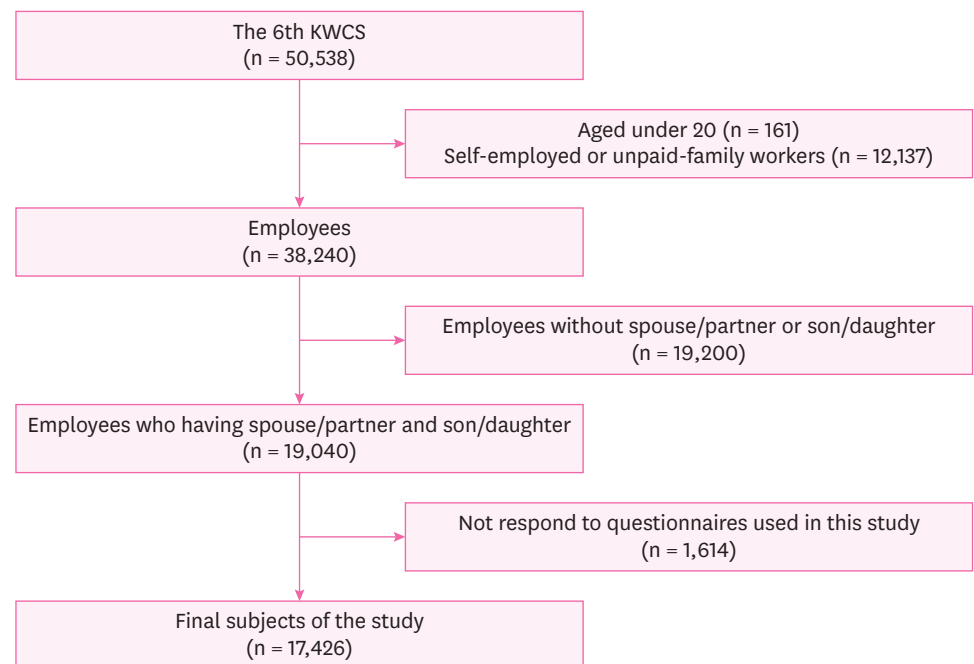 The 6th KWCS
(n = 50,538)
Aged under 20 (n = 161)
Self-employed or unpaid-family workers (n = 12,137)
Employees
(n = 38,240)
Employees without spouse/partner or son/daughter
(n = 19,200)
Employees who having spouse/partner and son/daughter
(n = 19,040)
Not respond to questionnaires used in this study
(n = 1,614)
Final subjects of the study
(n = 17,426)